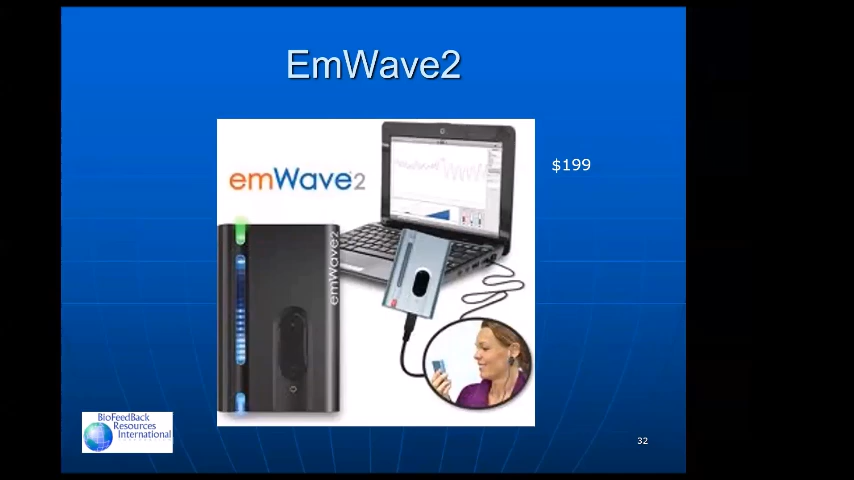 EmWave2
emWave2
$199
emWave2
BioFeedBack
Resources
International
32